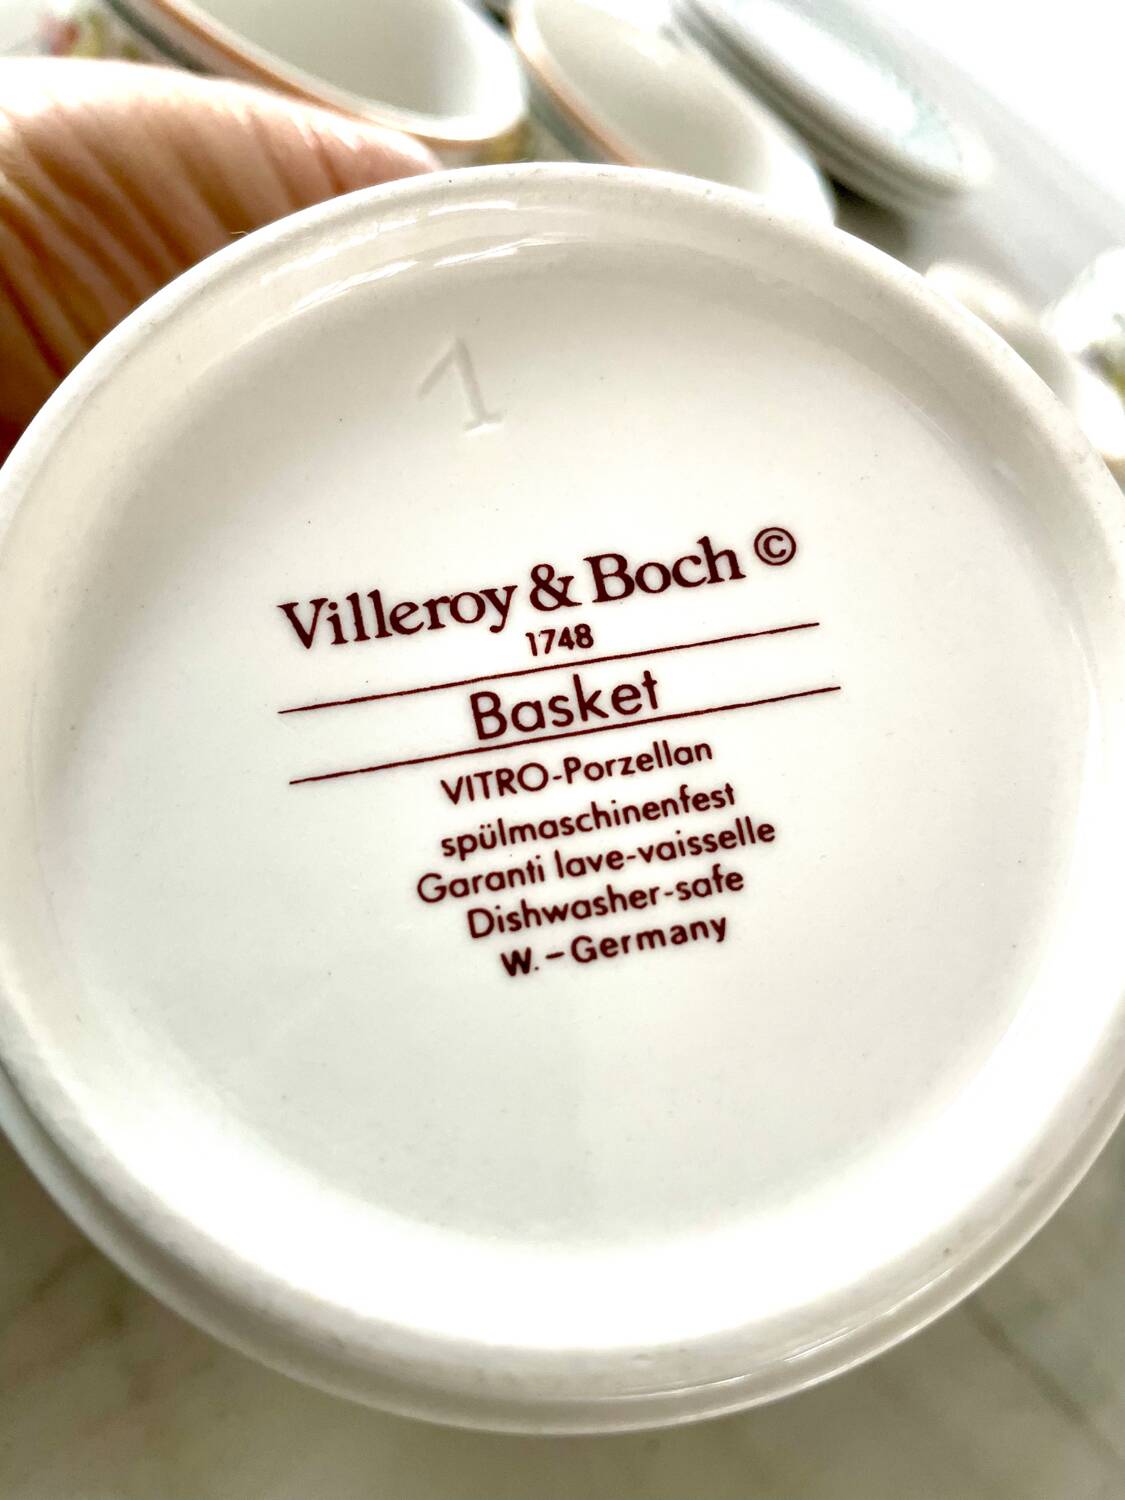 1
Villeroy & Boch ©
1748
Basket
VITRO-Porzellan
spülmaschinenfest
Garanti lave-vaisselle
Dishwasher-safe
W.-Germany